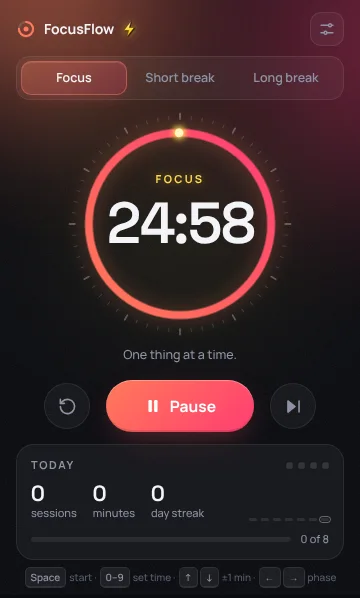 FocusFlow
Focus Short break Long break
FOCUS
24:58
One thing at a time.
Pause
TODAY
0 0 0
sessions minutes day streak
0 of 8
Space start · 0–9 set time · ↑ ↓ ±1 min · ← → phase